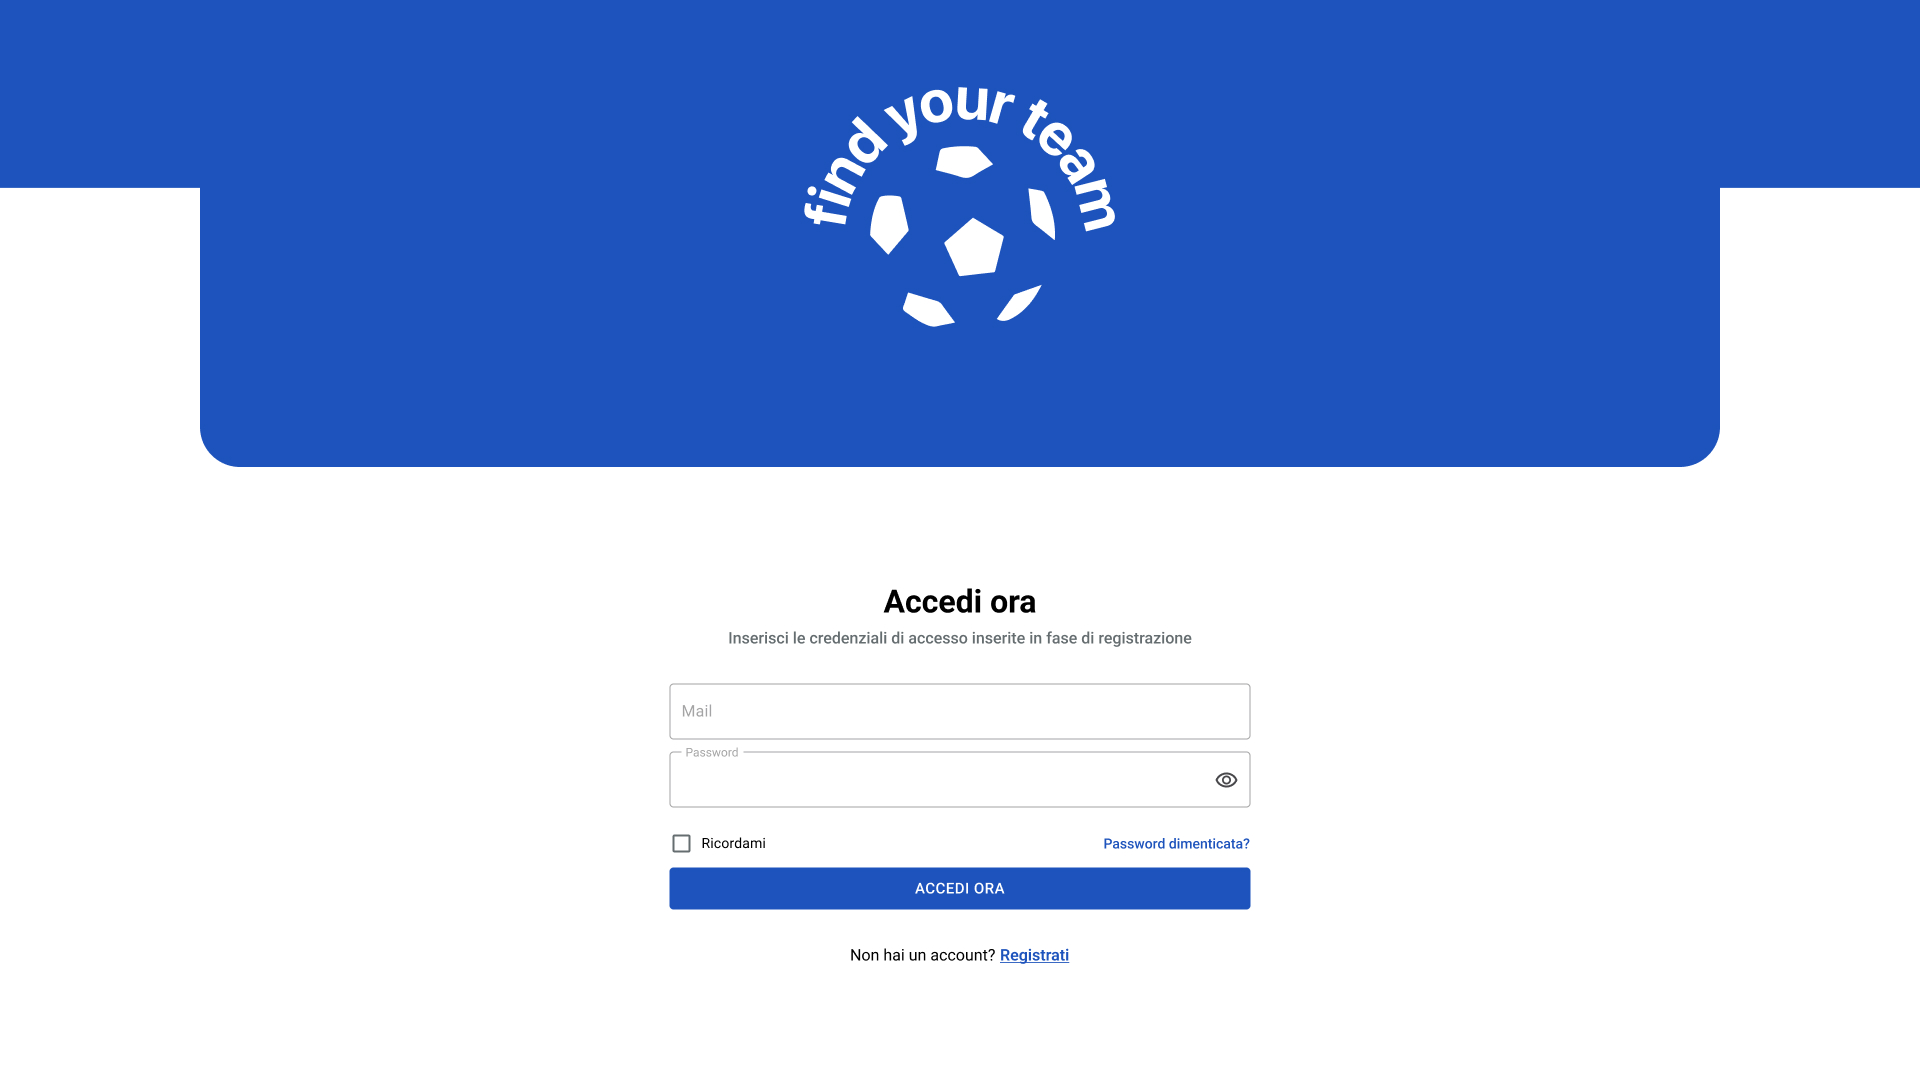 find your team
Accedi ora
Inserisci le credenziali di accesso inserite in fase di registrazione
Mail
Password
Ricordami
Password dimenticata?
ACCEDI ORA
Non hai un account? Registrati